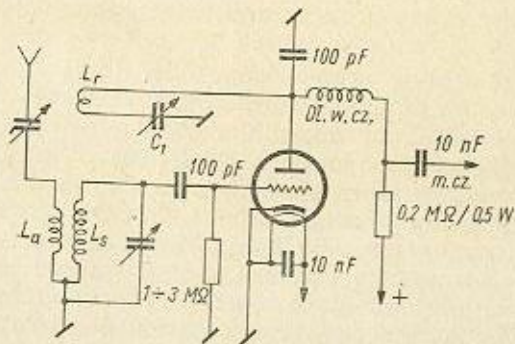 100 pF
Lr
Dł. w. cz.
C1
100 pF
10 nF
m.cz.
La
Ls
0,2 MΩ/0,5 W
10 nF
1÷3 MΩ
+